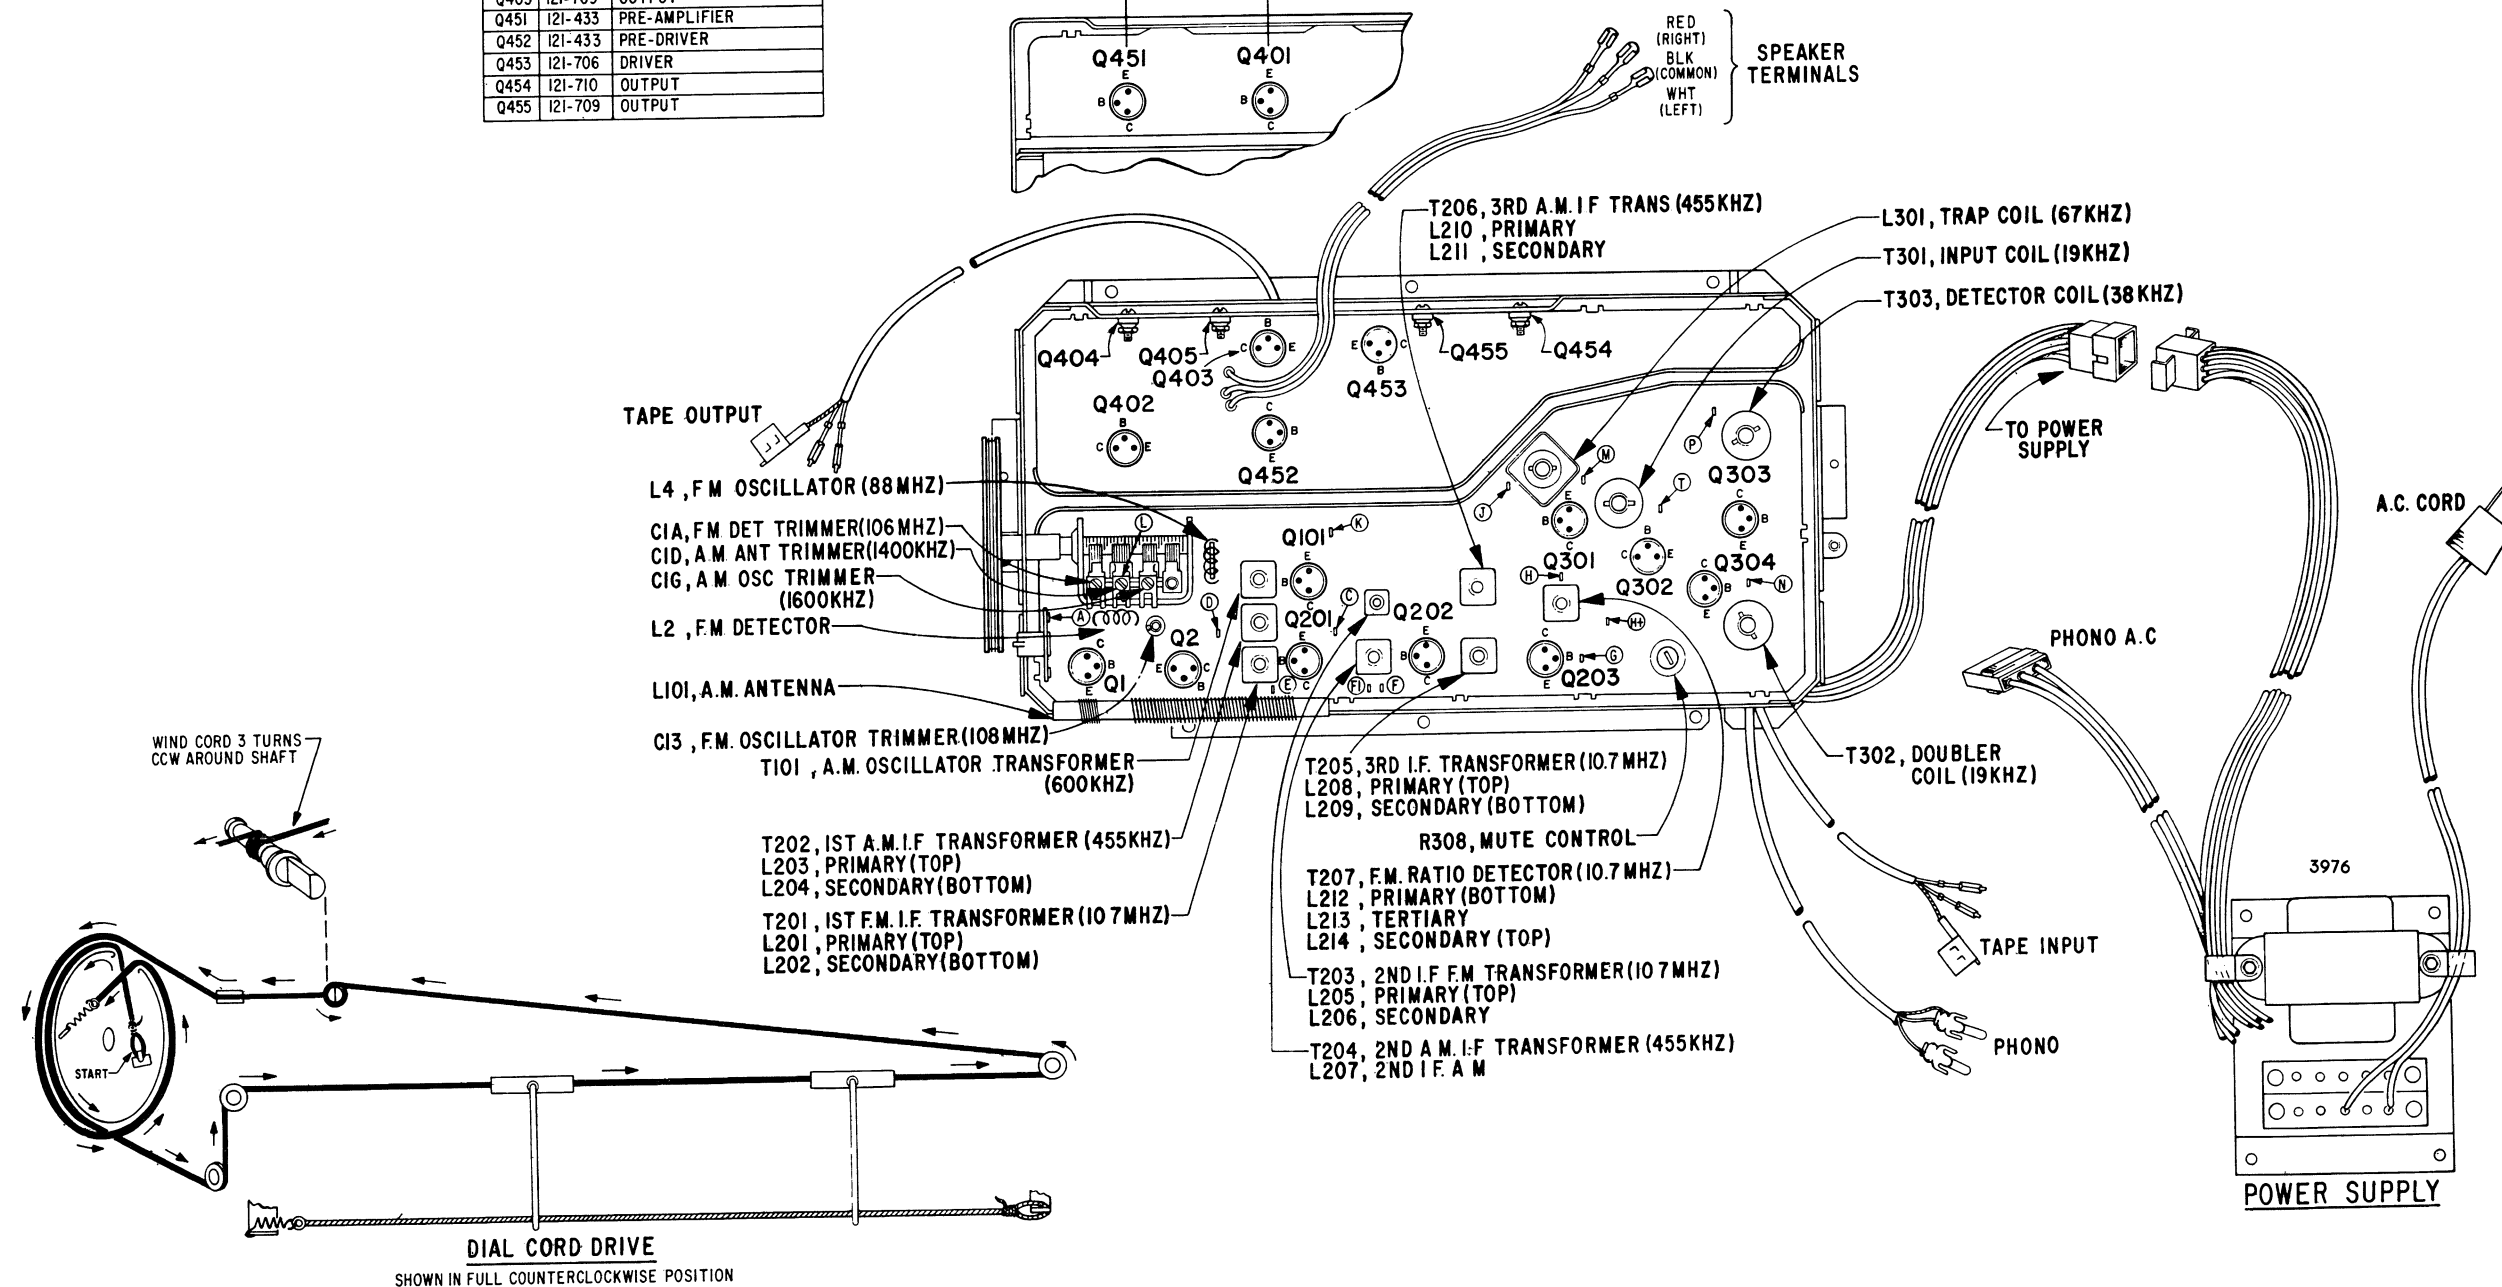 Q451 121-433 PRE-AMPLIFIER
Q452 121-433 PRE-DRIVER
Q453 121-706 DRIVER
Q454 121-710 OUTPUT
Q455 121-709 OUTPUT
Q451
E
B
C
Q401
E
B
C
RED
(RIGHT)
BLK
(COMMON)
WHT
(LEFT)
SPEAKER
TERMINALS
T206, 3RD A.M. I F TRANS (455KHZ)
L210 , PRIMARY
L211 , SECONDARY
L301, TRAP COIL (67KHZ)
T301, INPUT COIL (19KHZ)
T303, DETECTOR COIL (38KHZ)
Q404
Q405
Q403
B
C
E
E
C
B
Q453
Q455
Q454
Q402
B
C
E
C
B
E
Q452
TAPE OUTPUT
TO POWER
SUPPLY
A.C. CORD
L4 , F M OSCILLATOR (88MHZ)
C1A, FM DET TRIMMER(106MHZ)
C1D, A.M ANT TRIMMER(1400KHZ)
C1G, A M OSC TRIMMER
(1600KHZ)
L2 , F.M DETECTOR
L101, A.M. ANTENNA
C13 , F.M. OSCILLATOR TRIMMER(108MHZ)
T101 , A.M. OSCILLATOR TRANSFORMER
(600KHZ)
P
M
J
T
Q303
C
B
E
E
B
C
Q301
B
C
E
Q302
Q304
C
B
E
N
L
Q101
K
B
C
A
D
Q201
C
E
B
C
E
Q202
E
B
C
H
H+
F1
F
C
B
E
G
Q203
Q1
C
B
E
Q2
E
C
B
PHONO A.C
T202, 1ST A.M.I.F TRANSFORMER (455KHZ)
L203, PRIMARY(TOP)
L204, SECONDARY(BOTTOM)
T201, 1ST F.M. I.F. TRANSFORMER (10 7MHZ)
L201, PRIMARY(TOP)
L202, SECONDARY(BOTTOM)
T205, 3RD I.F. TRANSFORMER(10.7MHZ)
L208, PRIMARY(TOP)
L209, SECONDARY(BOTTOM)
R308, MUTE CONTROL
T207, F.M. RATIO DETECTOR(10.7MHZ)
L212 , PRIMARY(BOTTOM)
L213 , TERTIARY
L214 , SECONDARY (TOP)
T203, 2ND I.F F.M TRANSFORMER(10 7MHZ)
L205, PRIMARY(TOP)
L206, SECONDARY
T204, 2ND A M. I.F TRANSFORMER (455KHZ)
L207, 2ND I F. A M
T302, DOUBLER
COIL (19KHZ)
TAPE INPUT
PHONO
3976
POWER SUPPLY
WIND CORD 3 TURNS
CCW AROUND SHAFT
START
DIAL CORD DRIVE
SHOWN IN FULL COUNTERCLOCKWISE POSITION